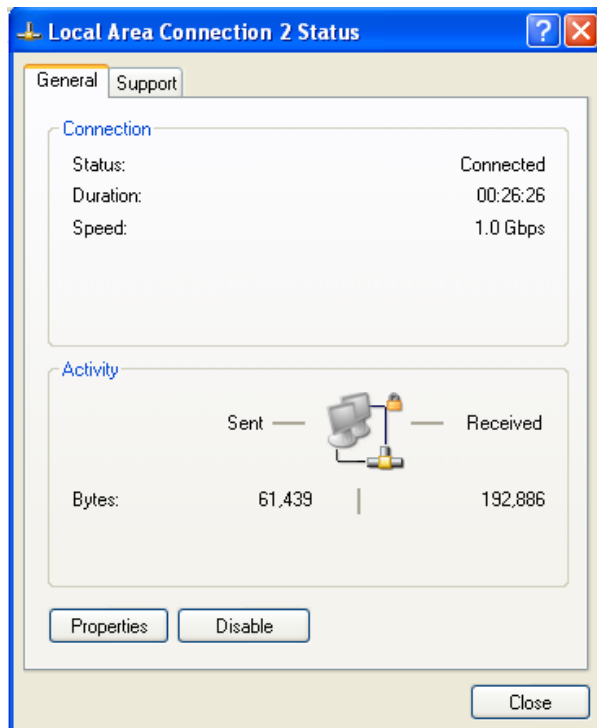 Local Area Connection 2 Status
General Support
Connection
Status: Connected
Duration: 00:26:26
Speed: 1.0 Gbps
Activity
Sent Received
Bytes: 61,439 192,886
Properties Disable
Close